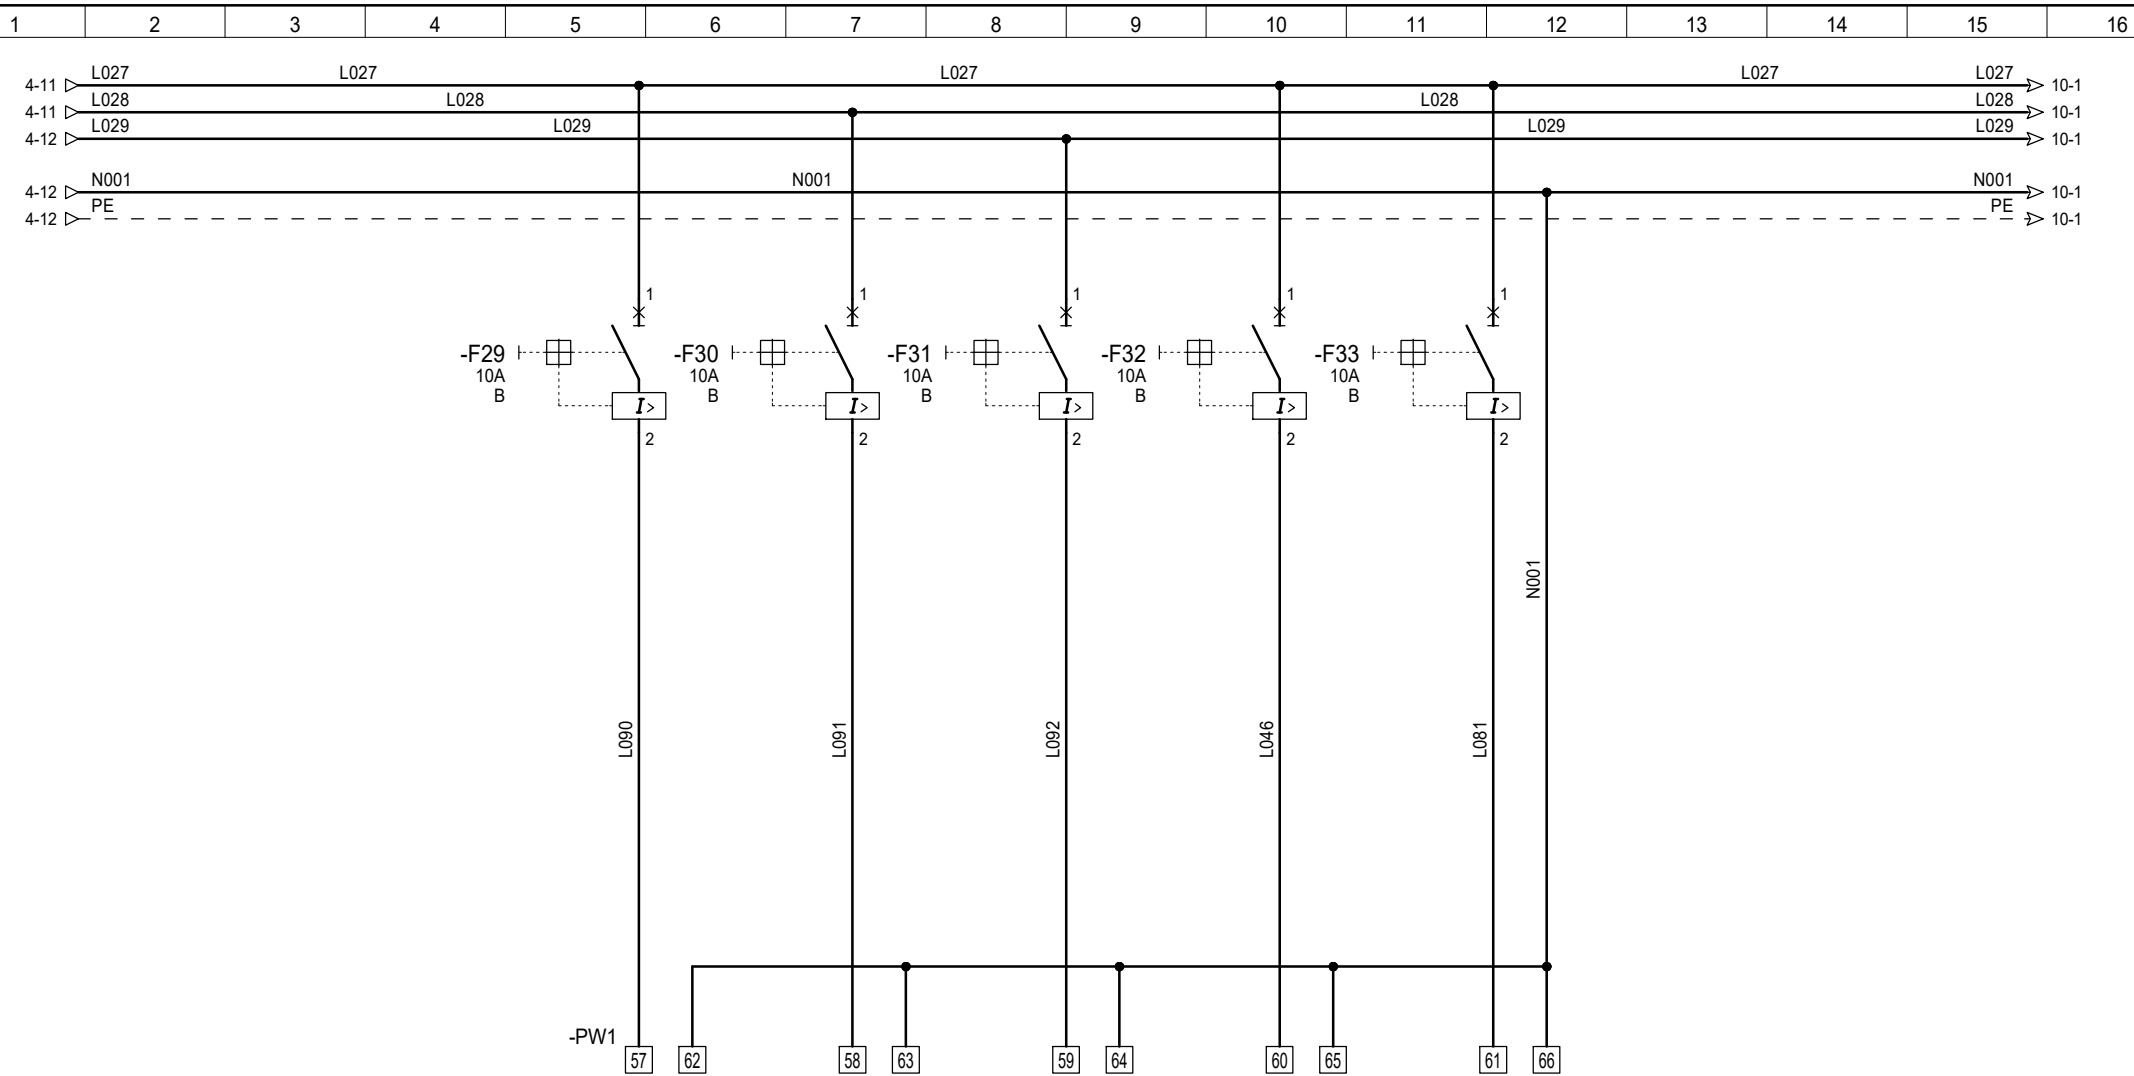 1 2 3 4 5 6 7 8 9 10 11 12 13 14 15 16
4-11 L027 L027 L027 L027 L027 10-1
4-11 L028 L028 L028 L028 10-1
4-12 L029 L029 L029 L029 10-1
4-12 N001 N001 N001 10-1
4-12 PE PE 10-1
1 1 1 1 1
-F29 -F30 -F31 -F32 -F33
10A 10A 10A 10A 10A
B B B B B
I> I> I> I> I>
2 2 2 2 2
N001
L090 L091 L092 L046 L081
-PW1
57 62 58 63 59 64 60 65 61 66